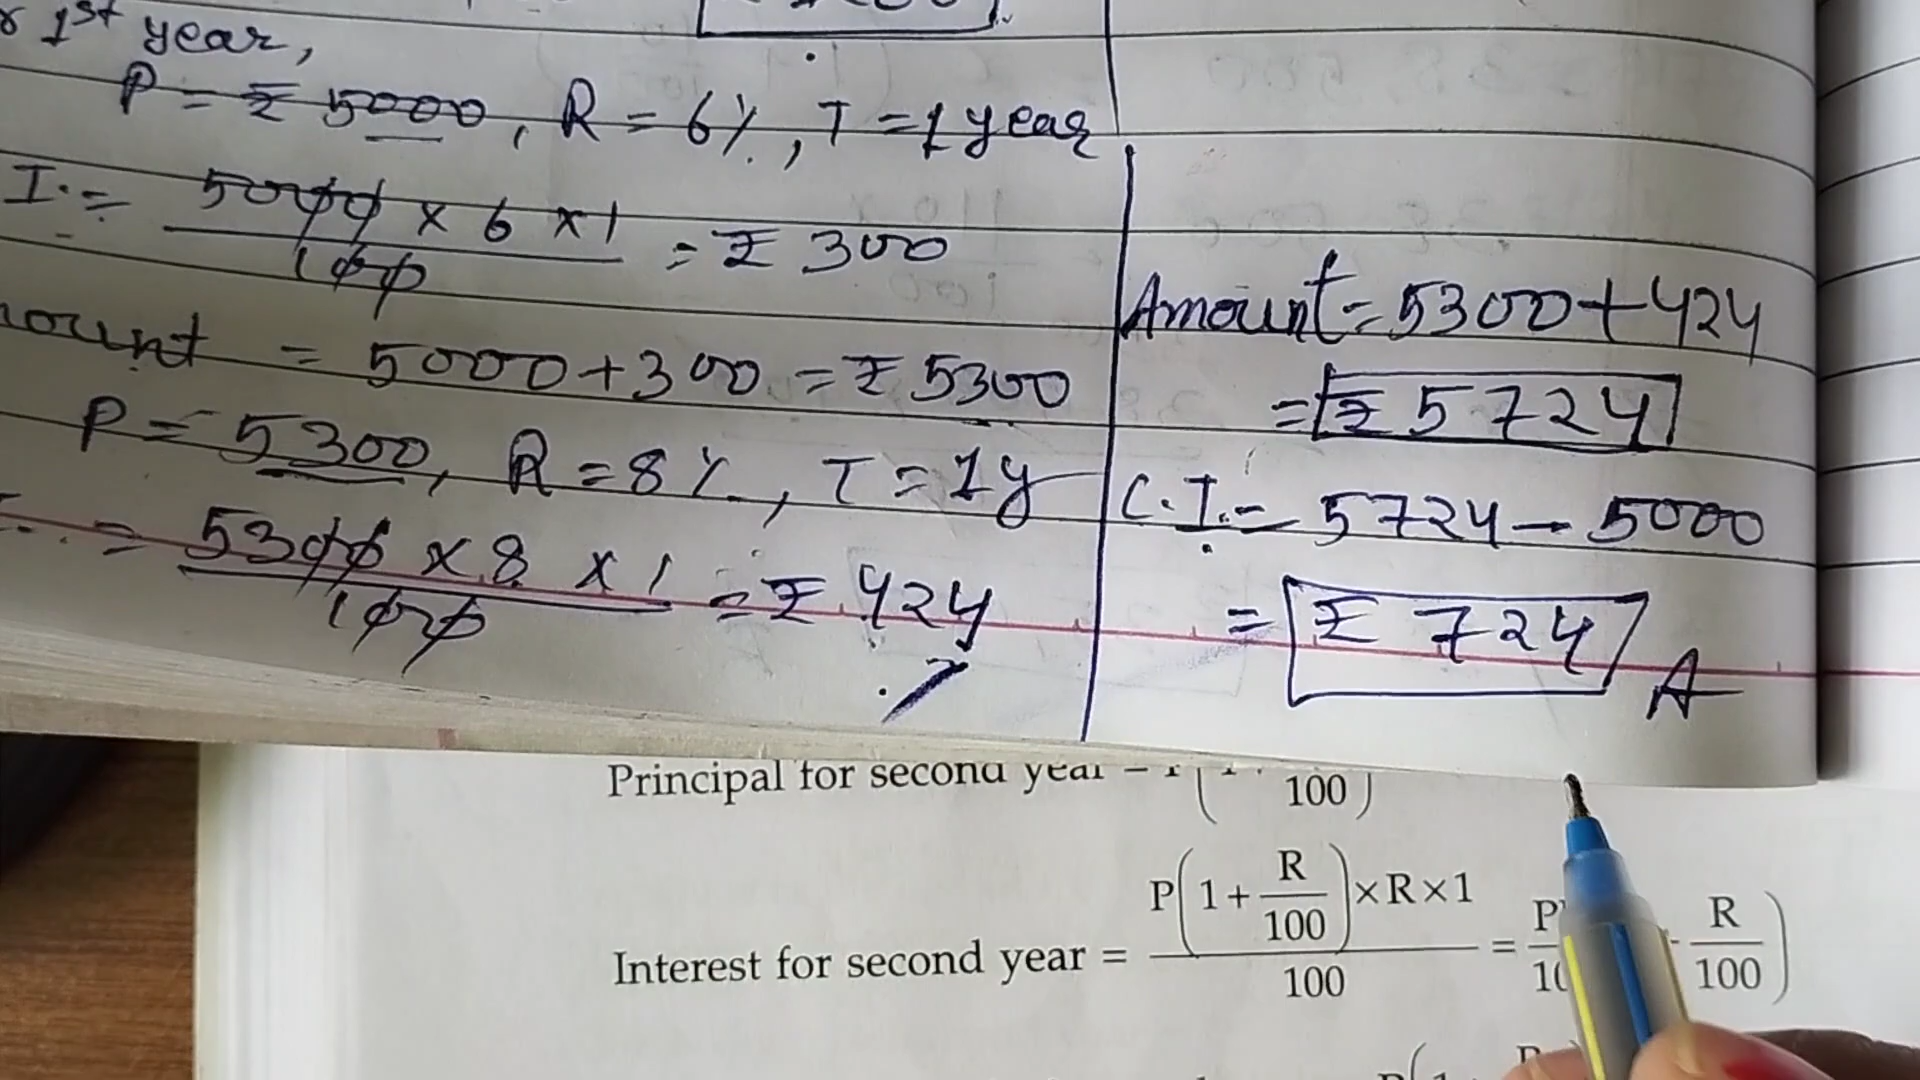 1st year,
P = ₹ 5000, R = 6%, T = 1 year
I. = 5000 × 6 × 1 / 100 = ₹ 300
= 5000 + 300 = ₹ 5300
P = 5300, R = 8%, T = 1y
= 5300 × 8 × 1 / 100 = ₹ 424
Amount = 5300 + 424
= ₹ 5724
C.I. = 5724 - 5000
= ₹ 724 A
Principal for second year = 100 )
Interest for second year = P(1 + R/100) × R × 1 / 100 = P R/100 )